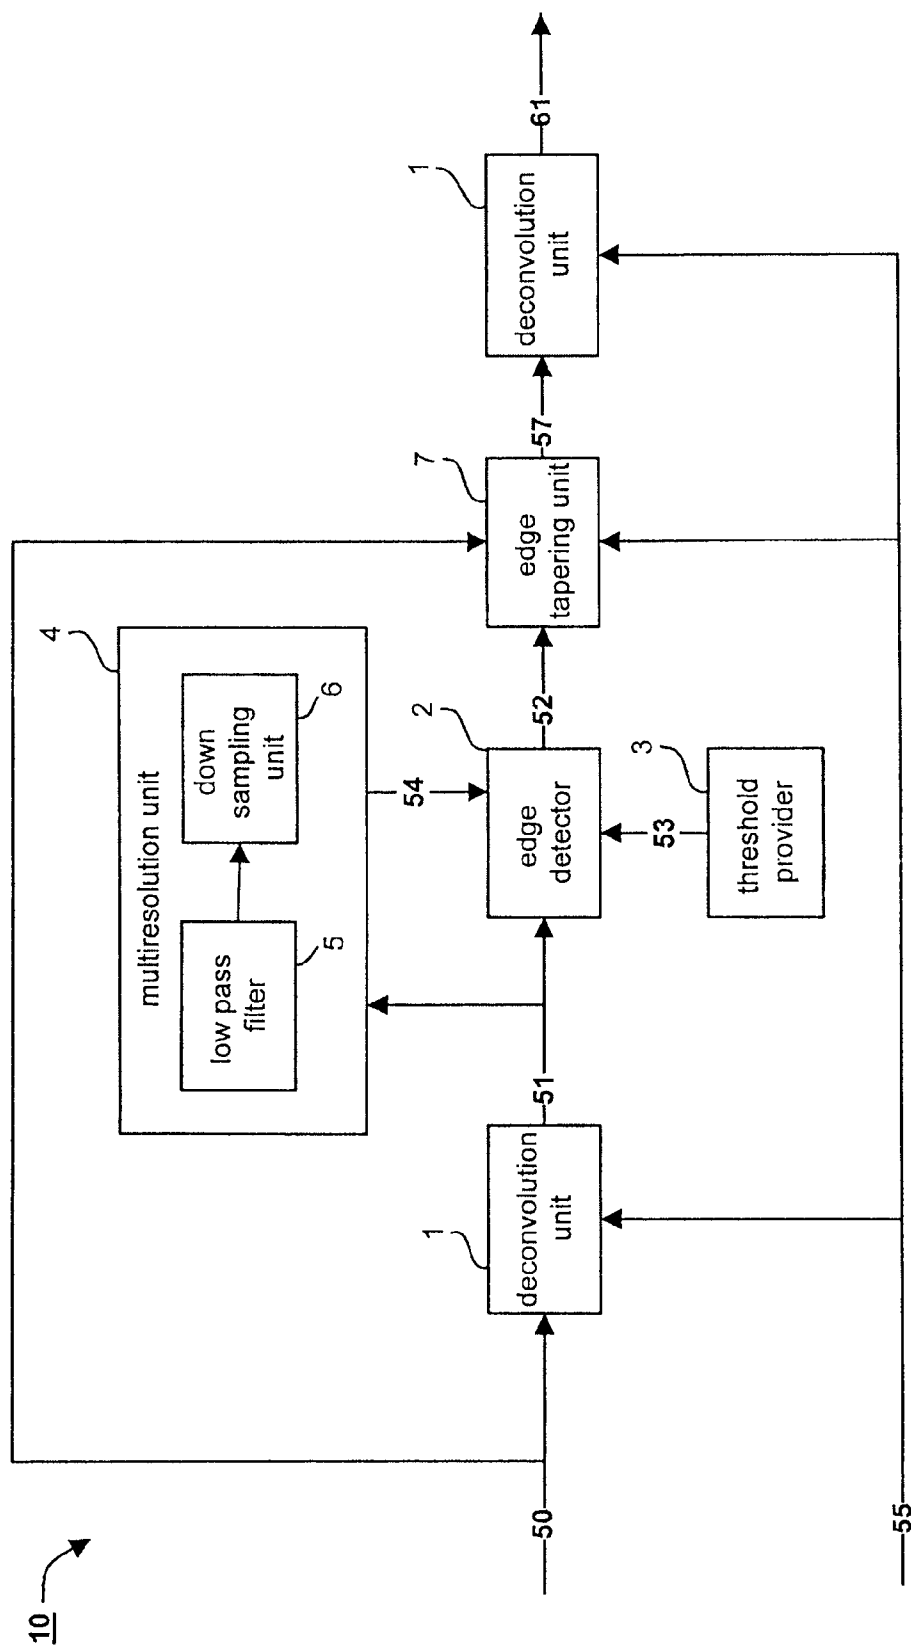 10
multiresolution unit
4
low pass
filter
5
down
sampling
unit
6
50
deconvolution
unit
1
51
54
edge
detector
2
52
edge
tapering unit
7
57
deconvolution
unit
1
61
53
threshold
provider
3
55